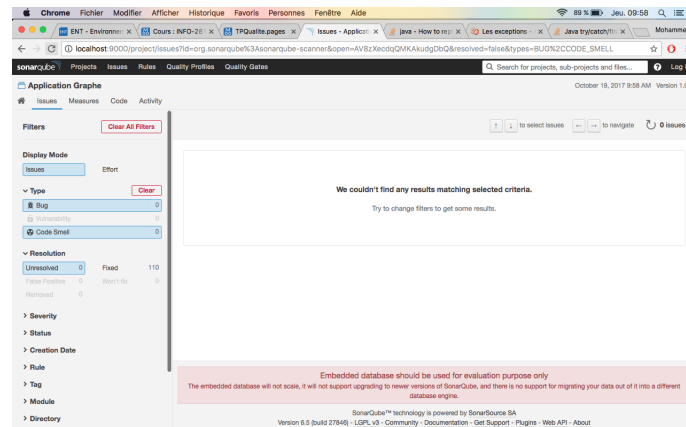 Chrome Fichier Modifier Afficher Historique Favoris Personnes Fenêtre Aide 89 % Jeu. 09:58
ENT - Environnem × Cours : INFO-281 × TPQualite.pages × Issues - Applicati × java - How to rep × Les exceptions - × Java try/catch/fin × Mohamme
localhost:9000/project/issues?id=org.sonarqube%3Asonarqube-scanner&open=AV8zXecdqQMKAkudgDbQ&resolved=false&types=BUG%2CCODE_SMELL
sonarqube Projects Issues Rules Quality Profiles Quality Gates Search for projects, sub-projects and files... Log
Application Graphe October 19, 2017 9:58 AM Version 1.0
Issues Measures Code Activity
Filters Clear All Filters to select issues to navigate 0 issues
Display Mode
Issues Effort
Type Clear
Bug 0
Vulnerability 0
Code Smell 0
We couldn't find any results matching selected criteria.
Try to change filters to get some results.
Resolution
Unresolved 0 Fixed 110
False Positive 0 Won't fix 0
Removed 0
Severity
Status
Creation Date
Rule
Tag
Module
Directory
Embedded database should be used for evaluation purpose only
The embedded database will not scale, it will not support upgrading to newer versions of SonarQube, and there is no support for migrating your data out of it into a different
database engine.
SonarQube™ technology is powered by SonarSource SA
Version 6.5 (build 27846) - LGPL v3 - Community - Documentation - Get Support - Plugins - Web API - About